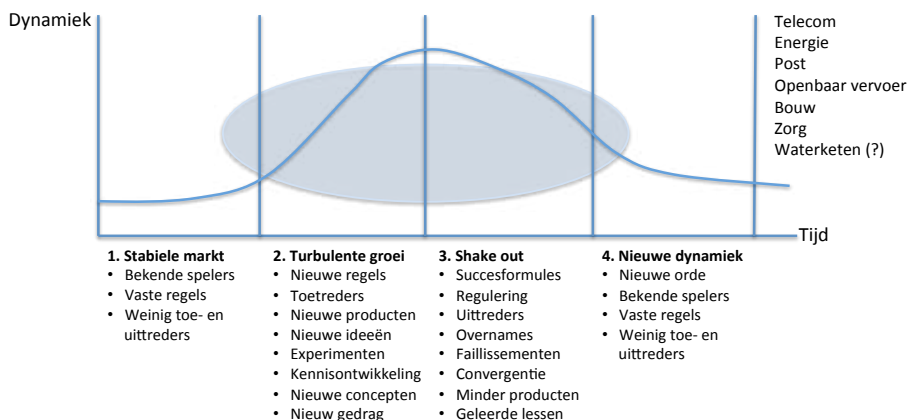 Dynamiek
Telecom
Energie
Post
Openbaar vervoer
Bouw
Zorg
Waterketen (?)
Tijd
1. Stabiele markt
• Bekende spelers
• Vaste regels
• Weinig toe- en
uittreders
2. Turbulente groei
• Nieuwe regels
• Toetreders
• Nieuwe producten
• Nieuwe ideeën
• Experimenten
• Kennisontwikkeling
• Nieuwe concepten
• Nieuw gedrag
3. Shake out
• Succesformules
• Regulering
• Uittreders
• Overnames
• Faillissementen
• Convergentie
• Minder producten
• Geleerde lessen
4. Nieuwe dynamiek
• Nieuwe orde
• Bekende spelers
• Vaste regels
• Weinig toe- en
uittreders